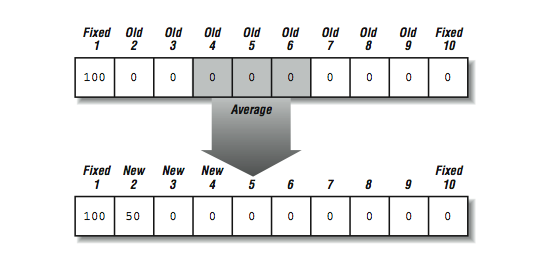 Fixed Old Old Old Old Old Old Old Old Fixed
1 2 3 4 5 6 7 8 9 10
100 0 0 0 0 0 0 0 0 0
Average
Fixed New New New Fixed
1 2 3 4 5 6 7 8 9 10
100 50 0 0 0 0 0 0 0 0